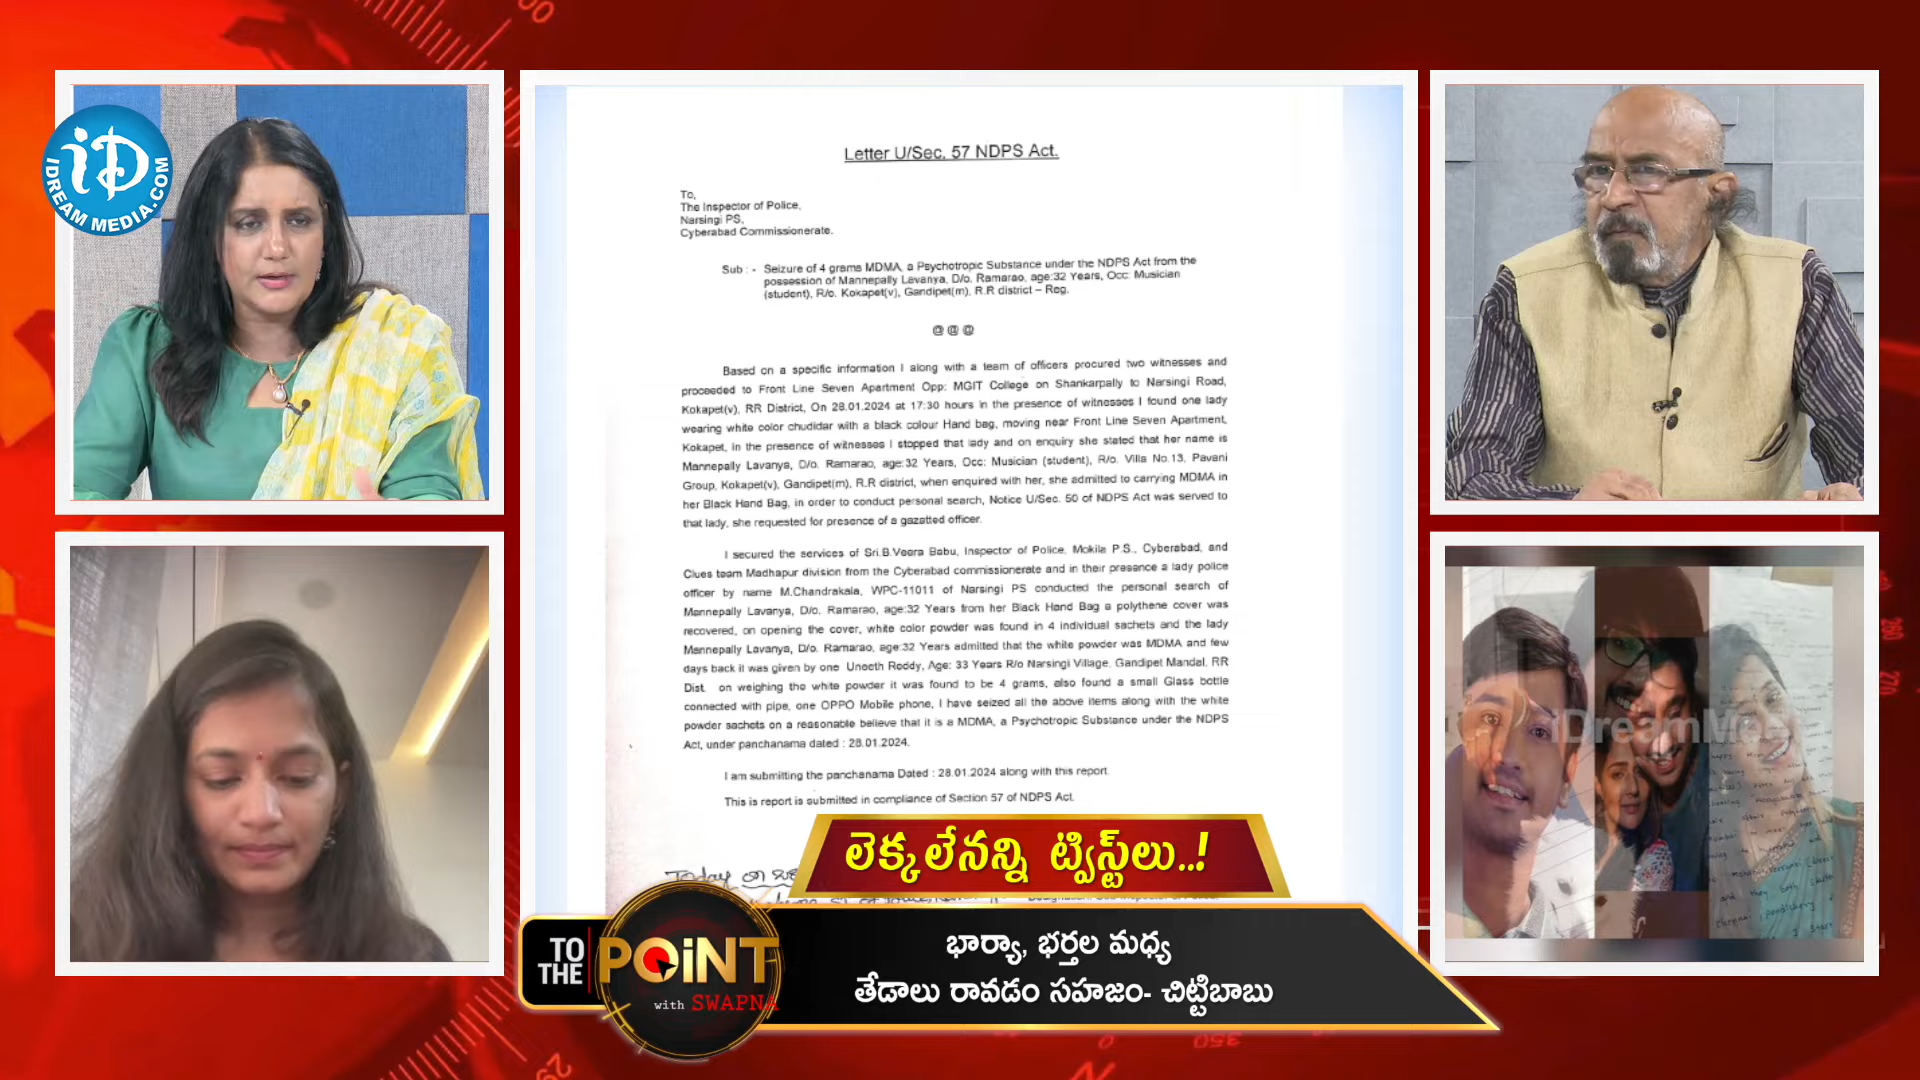 iD
IDREAM MEDIA.COM
Letter U/Sec. 57 NDPS Act.
To,
The Inspector of Police,
Narsingi PS,
Cyberabad Commissionerate.
Sub : - Seizure of 4 grams MDMA, a Psychotropic Substance under the NDPS Act from the
possession of Mannepally Lavanya, D/o. Ramarao, age:32 Years, Occ: Musician
(student), R/o. Kokapet(v), Gandipet(m), R.R district – Reg.
@@@
Based on a specific information I along with a team of officers procured two witnesses and
proceeded to Front Line Seven Apartment Opp: MGIT College on Shankarpally to Narsingi Road,
Kokapet(v), RR District, On 28.01.2024 at 17:30 hours in the presence of witnesses I found one lady
wearing white color chudidar with a black colour Hand bag, moving near Front Line Seven Apartment,
Kokapet, in the presence of witnesses I stopped that lady and on enquiry she stated that her name is
Mannepally Lavanya, D/o. Ramarao, age:32 Years, Occ: Musician (student), R/o. Villa No.13, Pavani
Group, Kokapet(v), Gandipet(m), R.R district, when enquired with her, she admitted to carrying MDMA in
her Black Hand Bag, in order to conduct personal search, Notice U/Sec. 50 of NDPS Act was served to
that lady, she requested for presence of a gazatted officer.
I secured the services of Sri.B.Veera Babu, Inspector of Police, Mokila P.S., Cyberabad, and
Clues team Madhapur division from the Cyberabad commissionerate and in their presence a lady police
officer by name M.Chandrakala, WPC-11011 of Narsingi PS conducted the personal search of
Mannepally Lavanya, D/o. Ramarao, age:32 Years from her Black Hand Bag a polythene cover was
recovered, on opening the cover, white color powder was found in 4 individual sachets and the lady
Mannepally Lavanya, D/o. Ramarao, age:32 Years admitted that the white powder was MDMA and few
days back it was given by one Uneeth Reddy, Age: 33 Years R/o Narsingi Village, Gandipet Mandal, RR
Dist. on weighing the white powder it was found to be 4 grams, also found a small Glass bottle
connected with pipe, one OPPO Mobile phone, I have seized all the above items along with the white
powder sachets on a reasonable believe that it is a MDMA, a Psychotropic Substance under the NDPS
Act, under panchanama dated : 28.01.2024.
I am submitting the panchanama Dated : 28.01.2024 along with this report.
This is report is submitted in compliance of Section 57 of NDPS Act.
Today on
iDreamMe
లెక్కలేనన్ని ట్విస్ట్‌లు..!
TO THE POiNT
with SWAPNA
భార్యా, భర్తల మధ్య
తేడాలు రావడం సహజం- చిట్టిబాబు